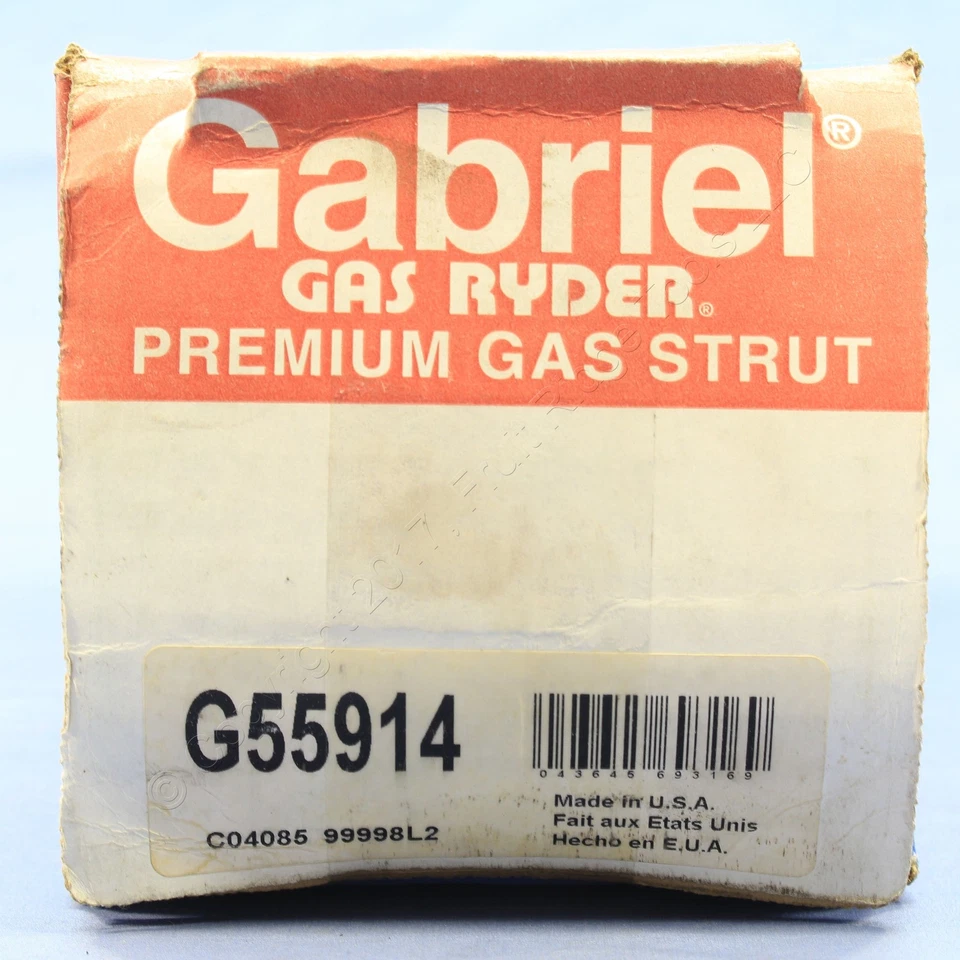 Gabriel®
GAS RYDER®
PREMIUM GAS STRUT
G55914
043645 693169
C04085 99998L2
Made in U.S.A.
Fait aux Etats Unis
Hecho en E.U.A.